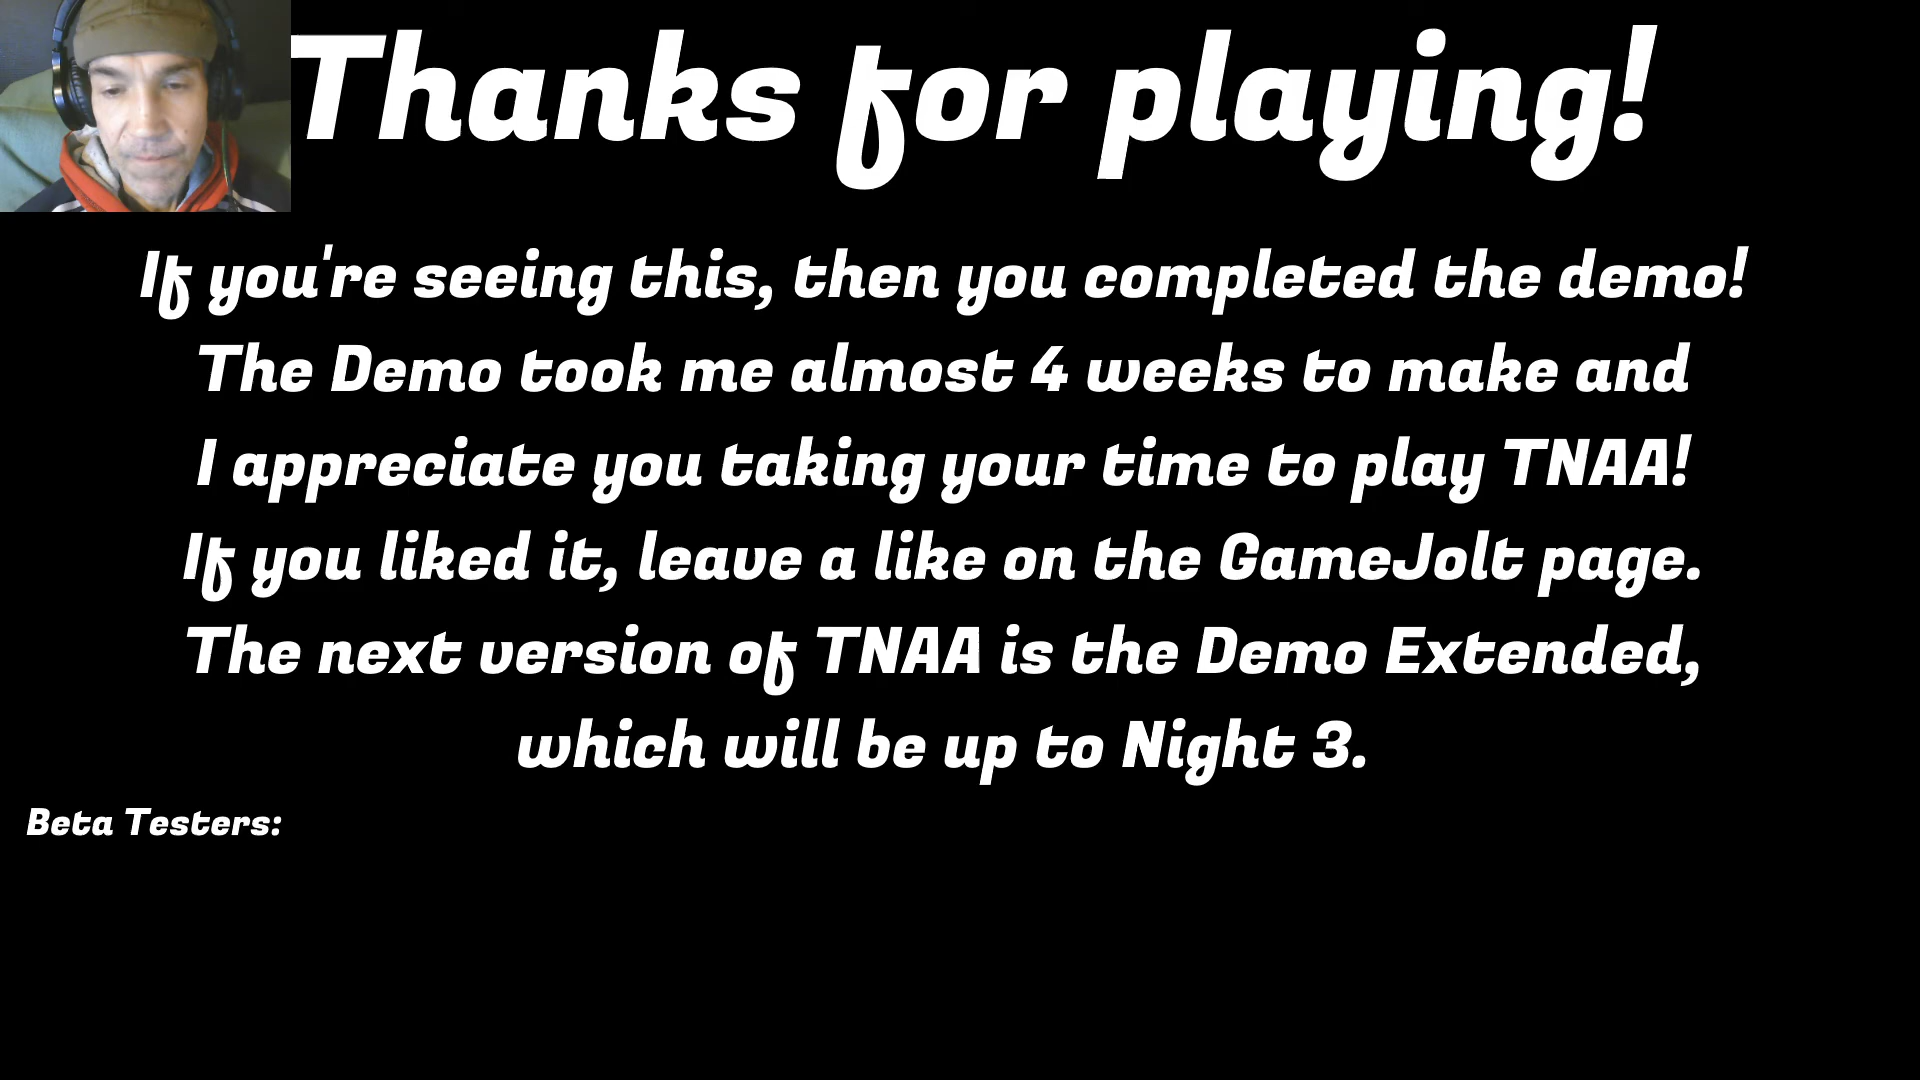 Thanks for playing!
If you're seeing this, then you completed the demo!
The Demo took me almost 4 weeks to make and
I appreciate you taking your time to play TNAA!
If you liked it, leave a like on the GameJolt page.
The next version of TNAA is the Demo Extended,
which will be up to Night 3.
Beta Testers: